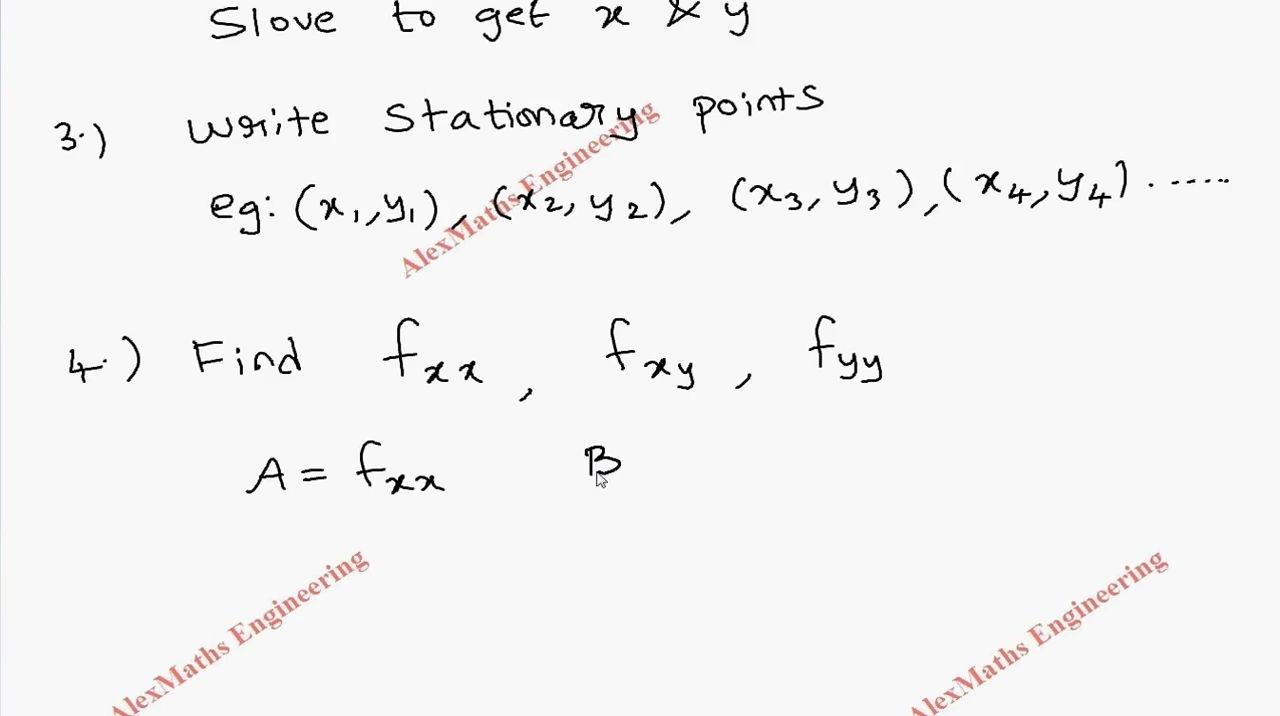 Slove to get x & y
3.) Write Stationary points
eg: (x₁,y₁), (x₂, y₂), (x₃, y₃), (x₄, y₄) . .....
4.) Find fₓₓ, fₓy, fyy
A = fₓₓ B
AlexMaths Engineering
AlexMaths Engineering
AlexMaths Engineering